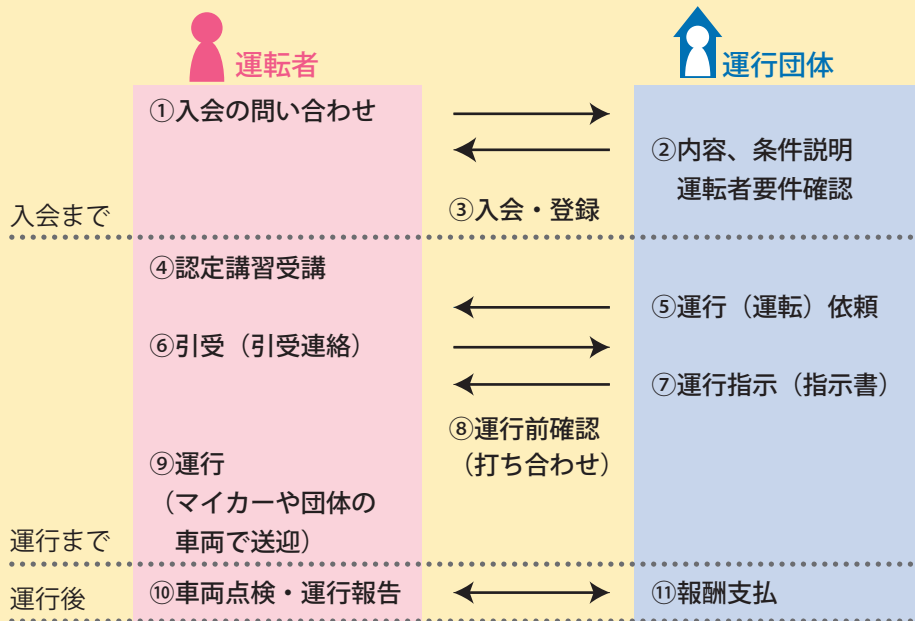 運転者
運行団体
①入会の問い合わせ
②内容、条件説明
運転者要件確認
③入会・登録
入会まで
④認定講習受講
⑤運行（運転）依頼
⑥引受（引受連絡）
⑦運行指示（指示書）
⑧運行前確認
（打ち合わせ）
⑨運行
（マイカーや団体の
車両で送迎）
運行まで
運行後
⑩車両点検・運行報告
⑪報酬支払